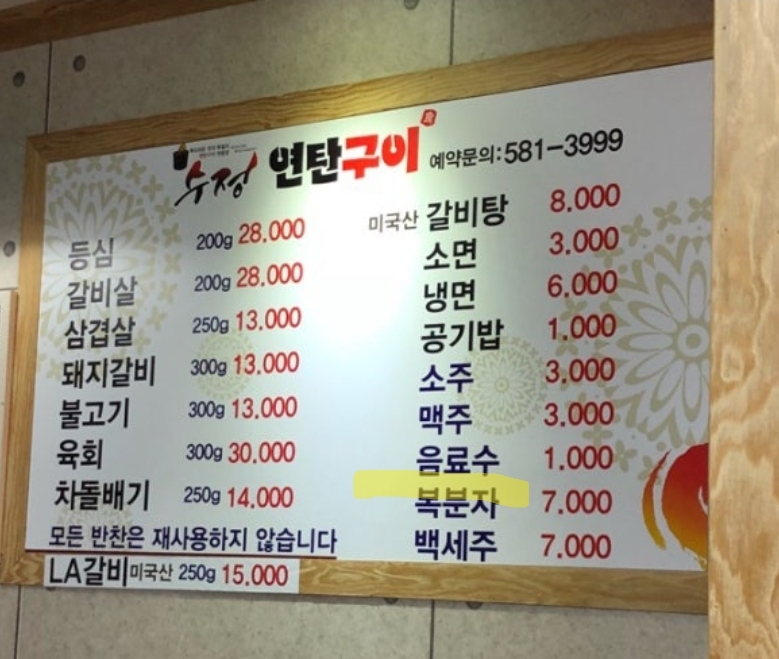 수정 연탄구이 예약문의:581-3999
등심 200g 28.000
갈비살 200g 28.000
삼겹살 250g 13.000
돼지갈비 300g 13.000
불고기 300g 13.000
육회 300g 30.000
차돌배기 250g 14.000
모든 반찬은 재사용하지 않습니다
LA갈비 미국산 250g 15.000
미국산 갈비탕 8.000
소면 3.000
냉면 6.000
공기밥 1.000
소주 3.000
맥주 3.000
음료수 1.000
복분자 7.000
백세주 7.000